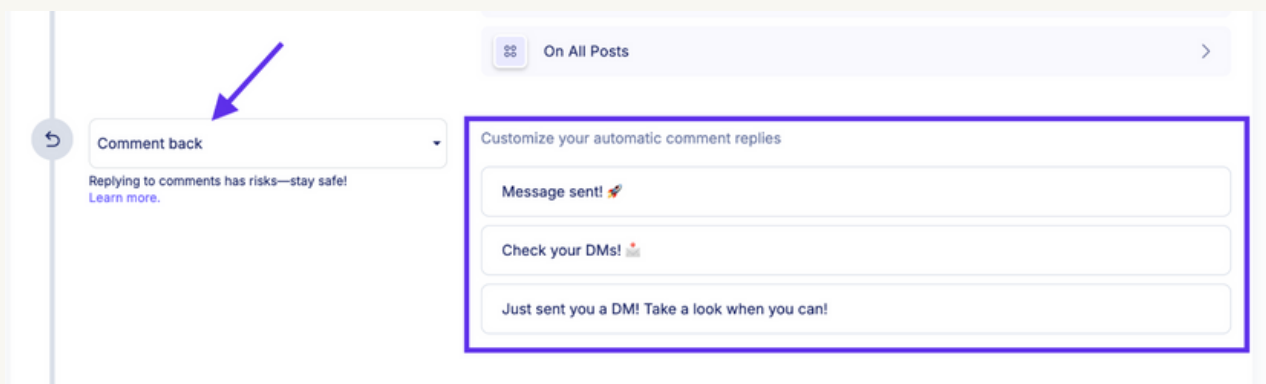 On All Posts
Comment back
Replying to comments has risks—stay safe!
Learn more.
Customize your automatic comment replies
Message sent! 🚀
Check your DMs! 📩
Just sent you a DM! Take a look when you can!